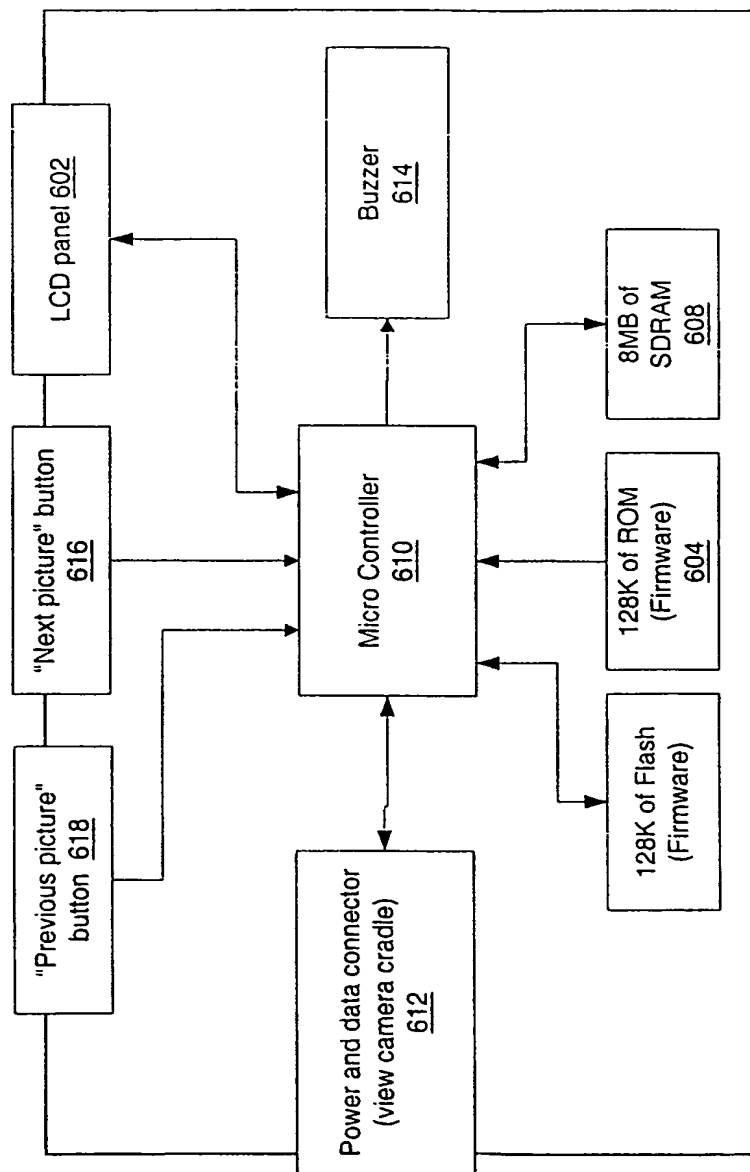 "Previous picture"
button 618
"Next picture" button
616
LCD panel 602
Power and data connector
(view camera cradle)
612
Micro Controller
610
Buzzer
614
128K of Flash
(Firmware)
128K of ROM
(Firmware)
604
8MB of
SDRAM
608